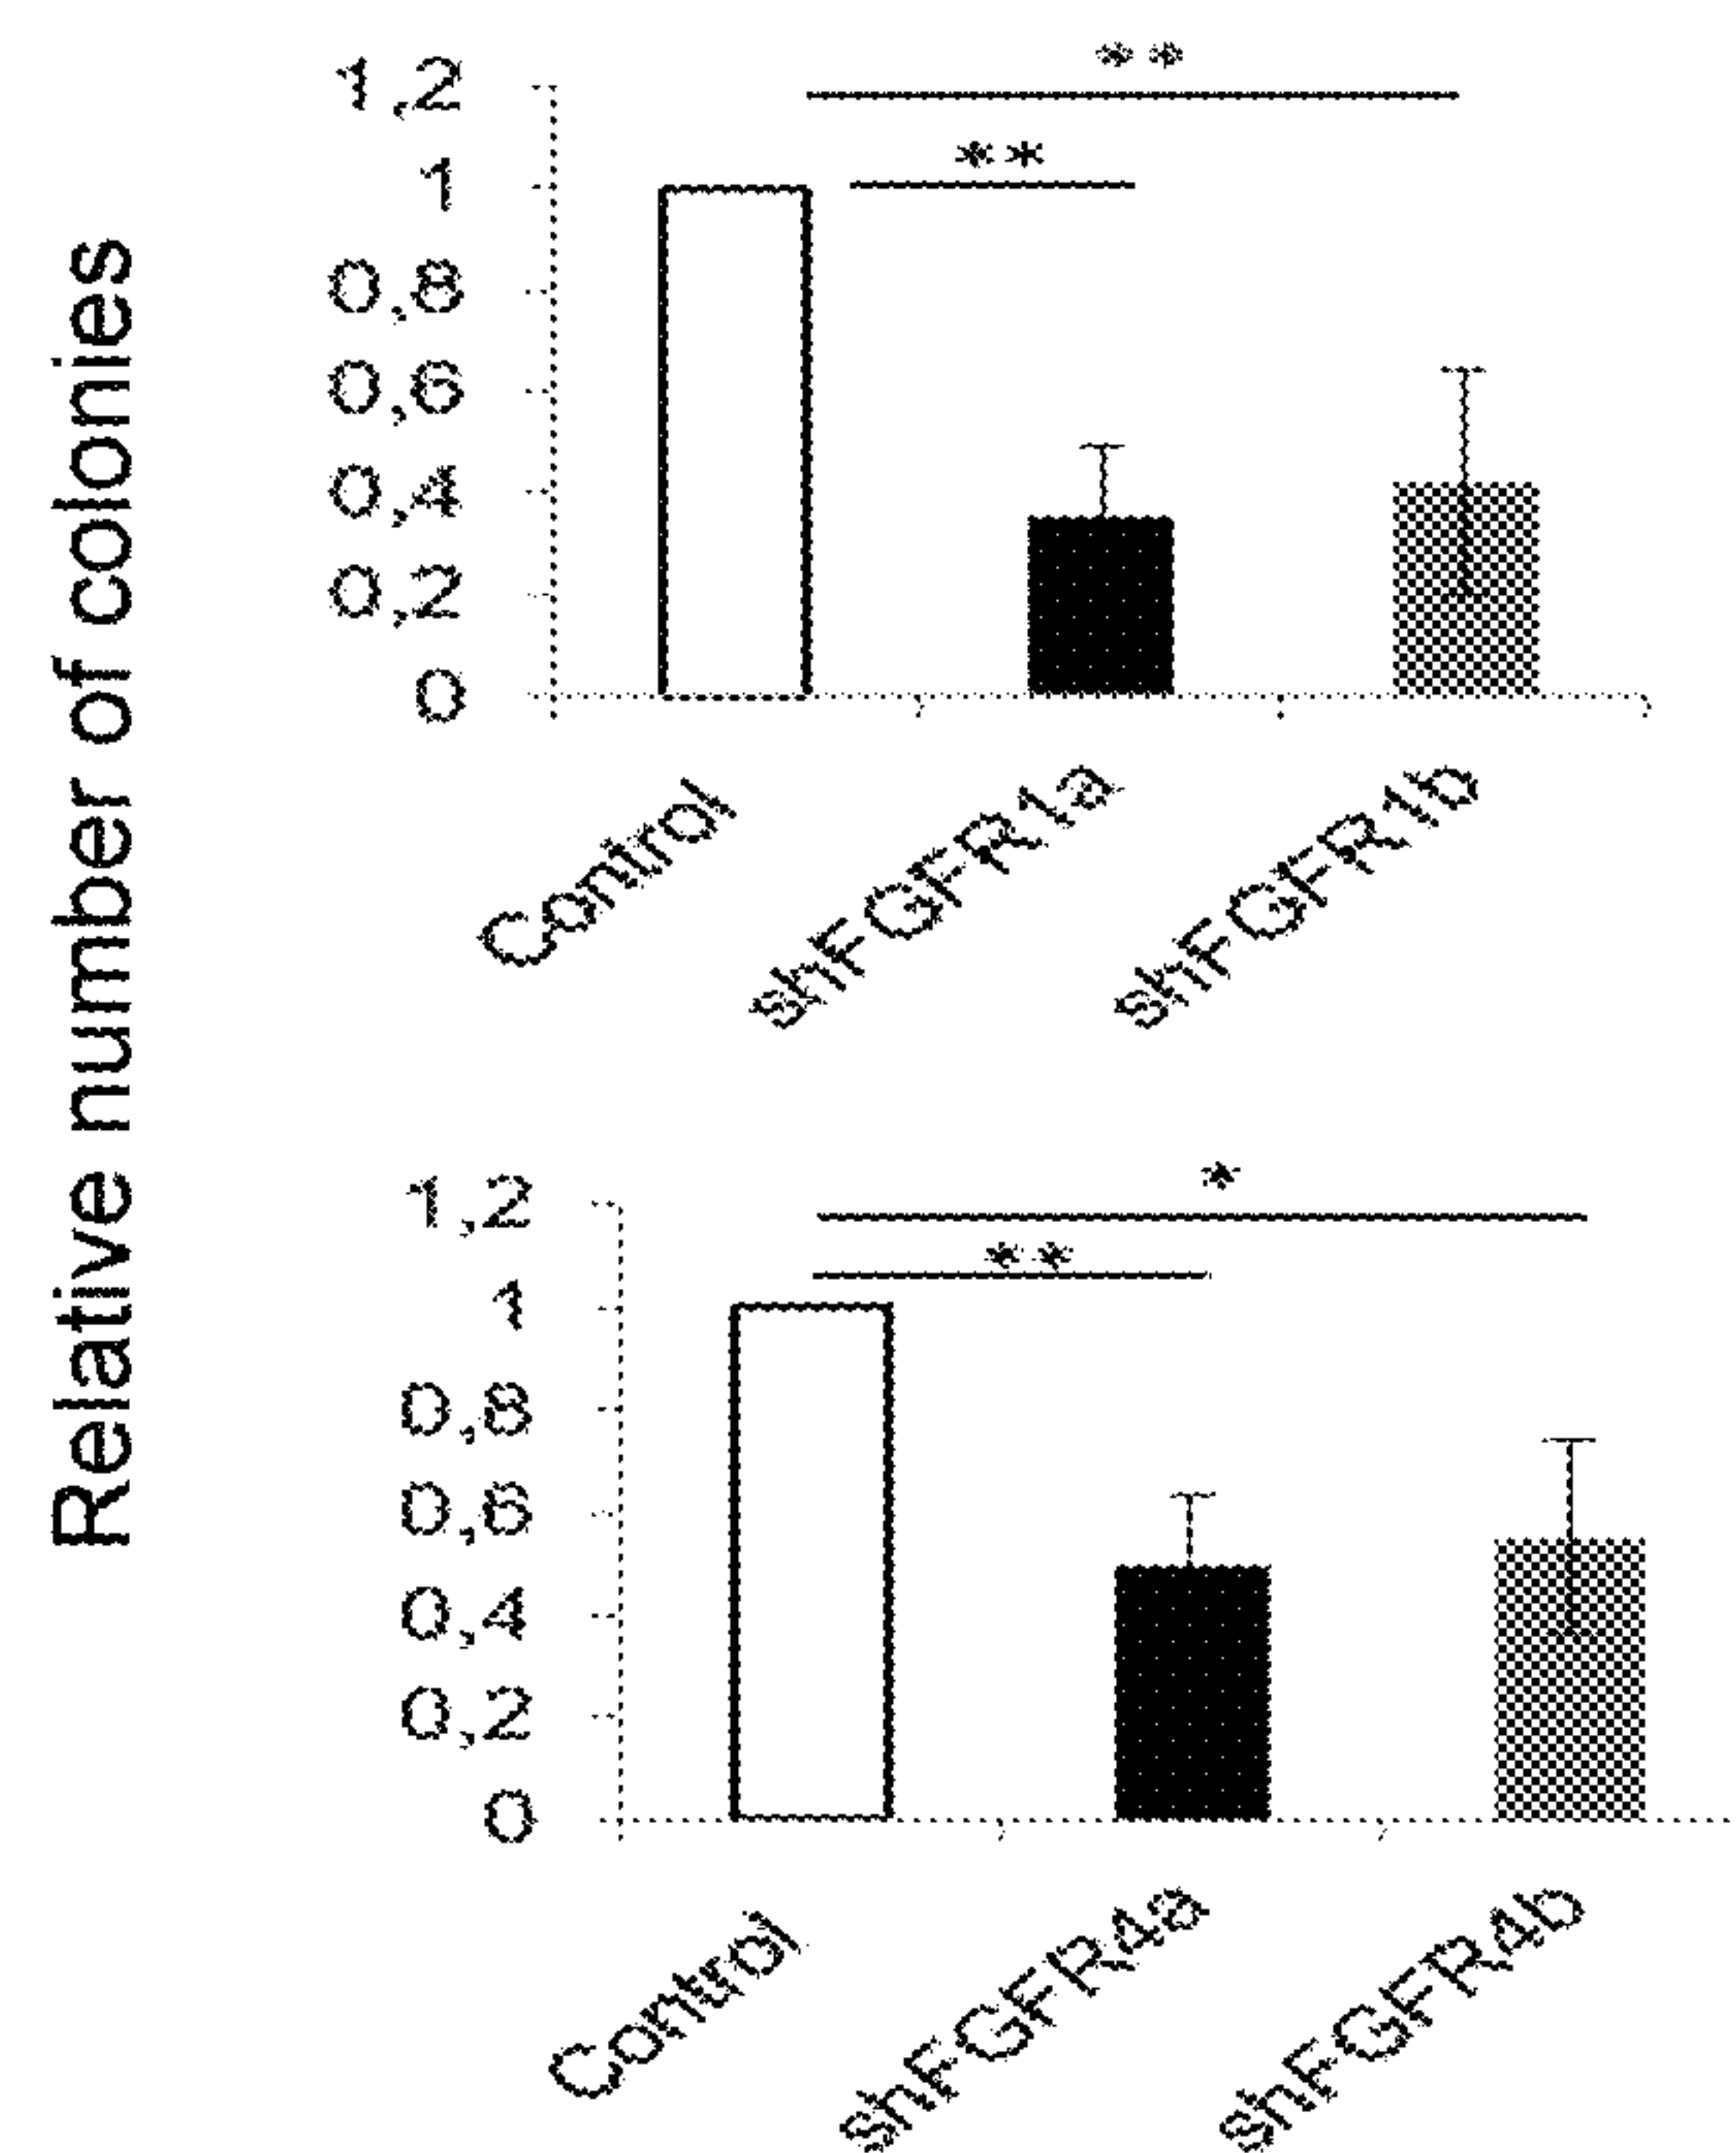 Relative number of colonies
1,2
1
0,8
0,6
0,4
0,2
0
**
**
Control
shFGFR1a
shFGFR1b
1,2
1
0,8
0,6
0,4
0,2
0
*
**
Control
shFGFR4a
shFGFR4b